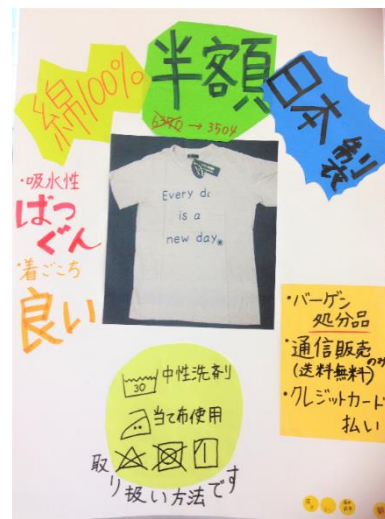 綿100%
半額
6390 → 3504
日本製
・吸水性
ばつ
ぐん
・着ごこち
良い
Every
is a
new day
・バーゲン
処分品
・通信販売のみ
(送料無料)
・クレジットカード
払い
30 中性洗剤
当て布使用
取り扱い方法です